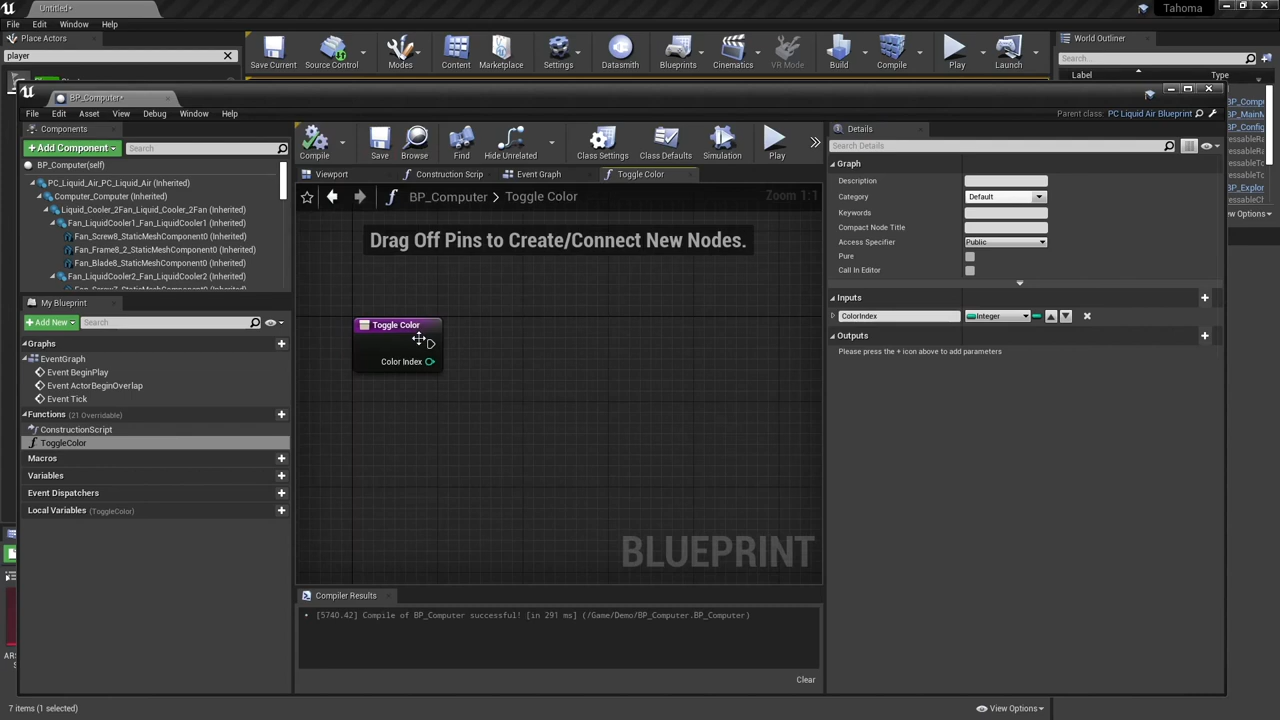 Untitled*
Tahoma
File Edit Window Help
Place Actors
World Outliner
player
Save Current Source Control Modes Content Marketplace Settings Datasmith Blueprints Cinematics VR Mode Build Compile Play Launch
Search...
Label Type
BP_Computer*
File Edit Asset View Debug Window Help
Parent class: PC Liquid Air Blueprint
Components
+Add Component Search
BP_Computer(self)
PC_Liquid_Air_PC_Liquid_Air (Inherited)
Computer_Computer (Inherited)
Liquid_Cooler_2Fan_Liquid_Cooler_2Fan (Inherited)
Fan_LiquidCooler1_Fan_LiquidCooler1 (Inherited)
Fan_Screw8_StaticMeshComponent0 (Inherited)
Fan_Frame8_2_StaticMeshComponent0 (Inherited)
Fan_Blade8_StaticMeshComponent0 (Inherited)
Fan_LiquidCooler2_Fan_LiquidCooler2 (Inherited)
Compile Save Browse Find Hide Unrelated Class Settings Class Defaults Simulation Play
Viewport Construction Scrip Event Graph Toggle Color
BP_Computer Toggle Color
Zoom 1:1
Drag Off Pins to Create/Connect New Nodes.
Toggle Color
Color Index
BLUEPRINT
My Blueprint
+Add New Search
Graphs
EventGraph
Event BeginPlay
Event ActorBeginOverlap
Event Tick
Functions (21 Overridable)
ConstructionScript
ToggleColor
Macros
Variables
Event Dispatchers
Local Variables (ToggleColor)
Compiler Results
[5740.42] Compile of BP_Computer successful! [in 291 ms] (/Game/Demo/BP_Computer.BP_Computer)
Clear
Details
Search Details
Graph
Description
Category Default
Keywords
Compact Node Title
Access Specifier Public
Pure
Call In Editor
Inputs
ColorIndex Integer
Outputs
Please press the + icon above to add parameters
BP_Compu
BP_MainM
BP_Config
BP_Explor
View Options
7 items (1 selected)
View Options